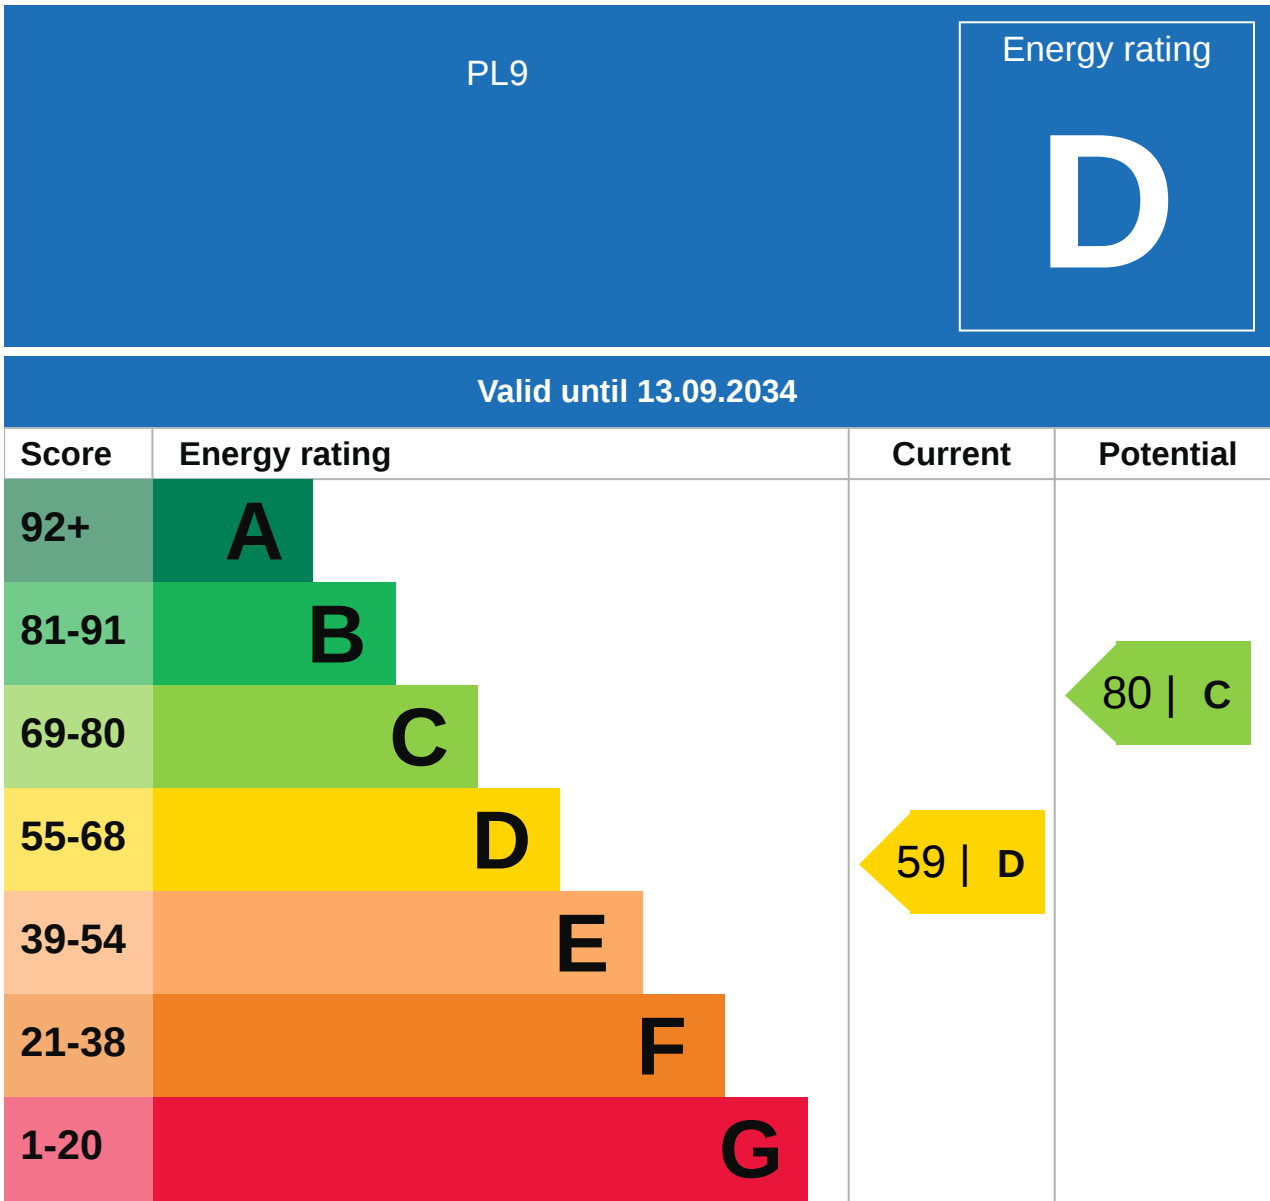 PL9
Energy rating
D
Valid until 13.09.2034
Score Energy rating Current Potential
92+ A
81-91 B
80 | C
69-80 C
55-68 D
59 | D
39-54 E
21-38 F
1-20 G